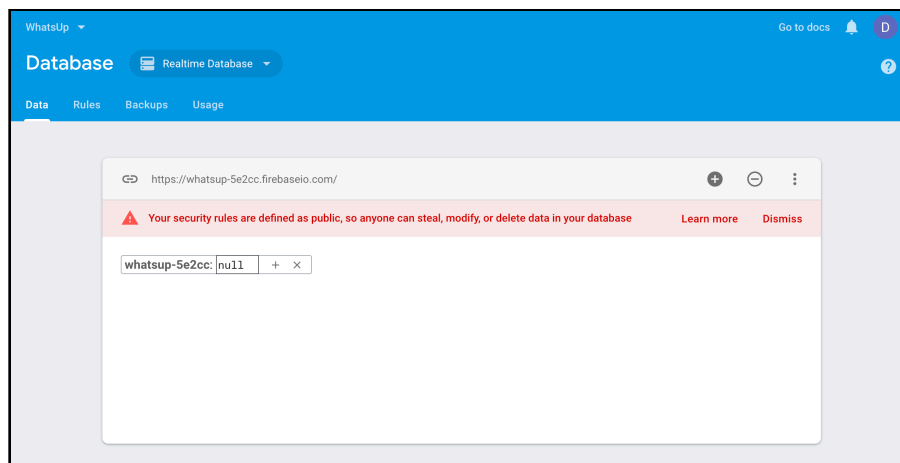 WhatsUp Go to docs D
Database Realtime Database
Data Rules Backups Usage
https://whatsup-5e2cc.firebaseio.com/
Your security rules are defined as public, so anyone can steal, modify, or delete data in your database Learn more Dismiss
whatsup-5e2cc: null